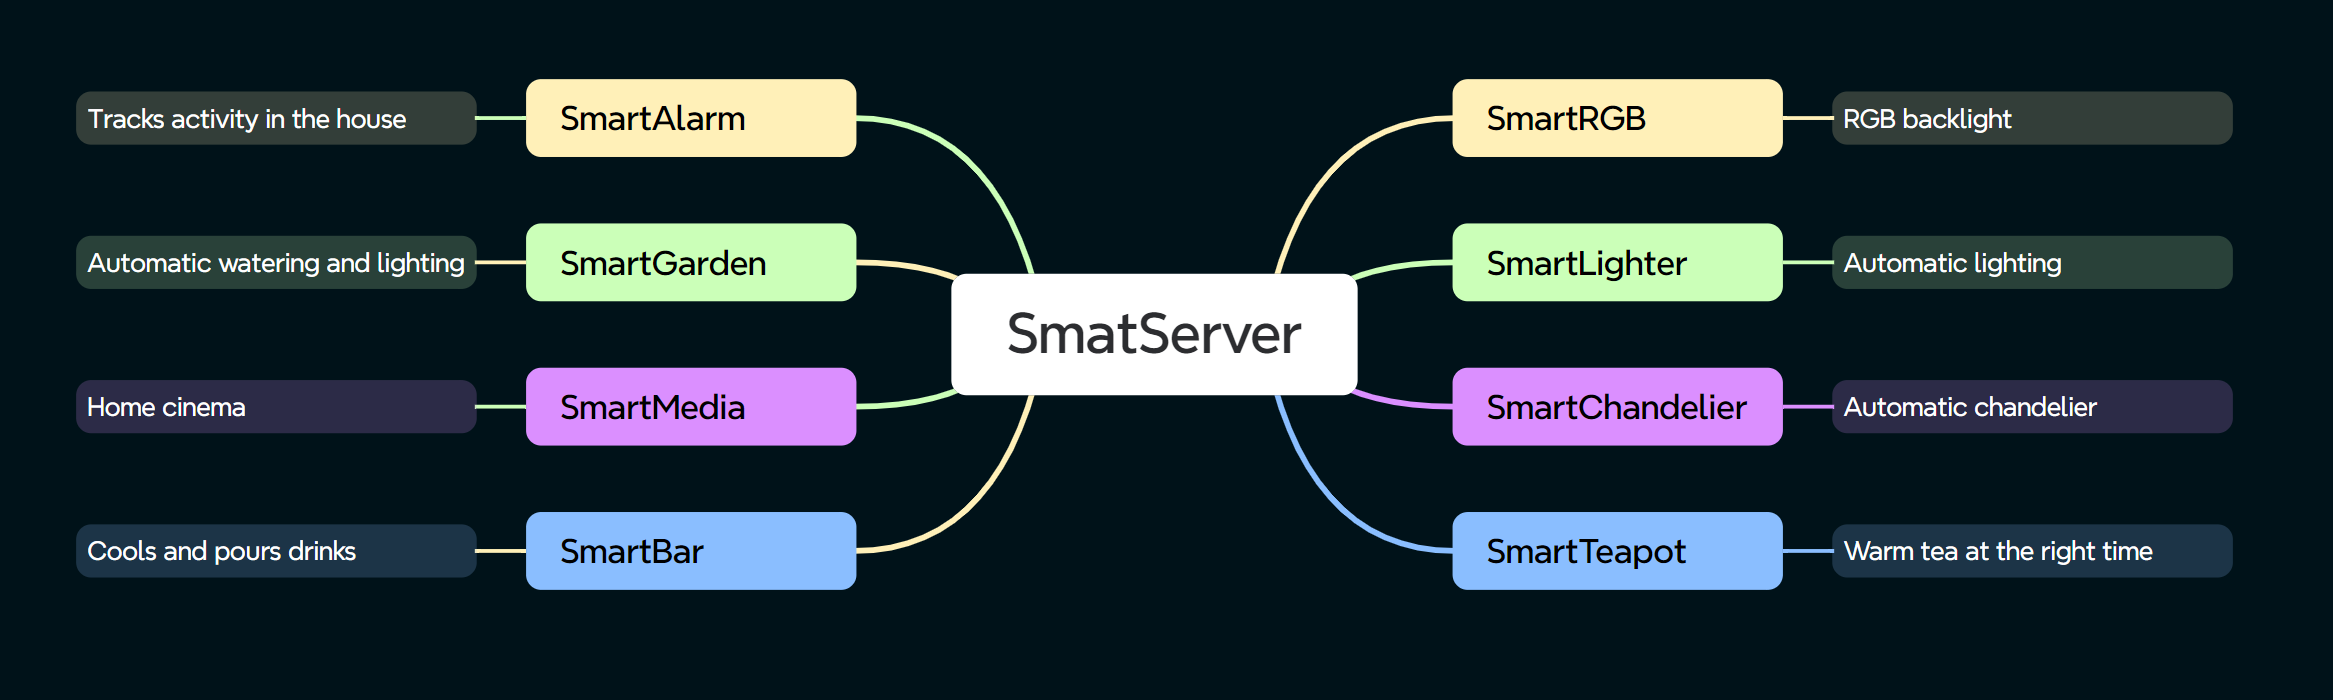 Tracks activity in the house
SmartAlarm
SmartRGB
RGB backlight
Automatic watering and lighting
SmartGarden
SmartLighter
Automatic lighting
SmatServer
Home cinema
SmartMedia
SmartChandelier
Automatic chandelier
Cools and pours drinks
SmartBar
SmartTeapot
Warm tea at the right time